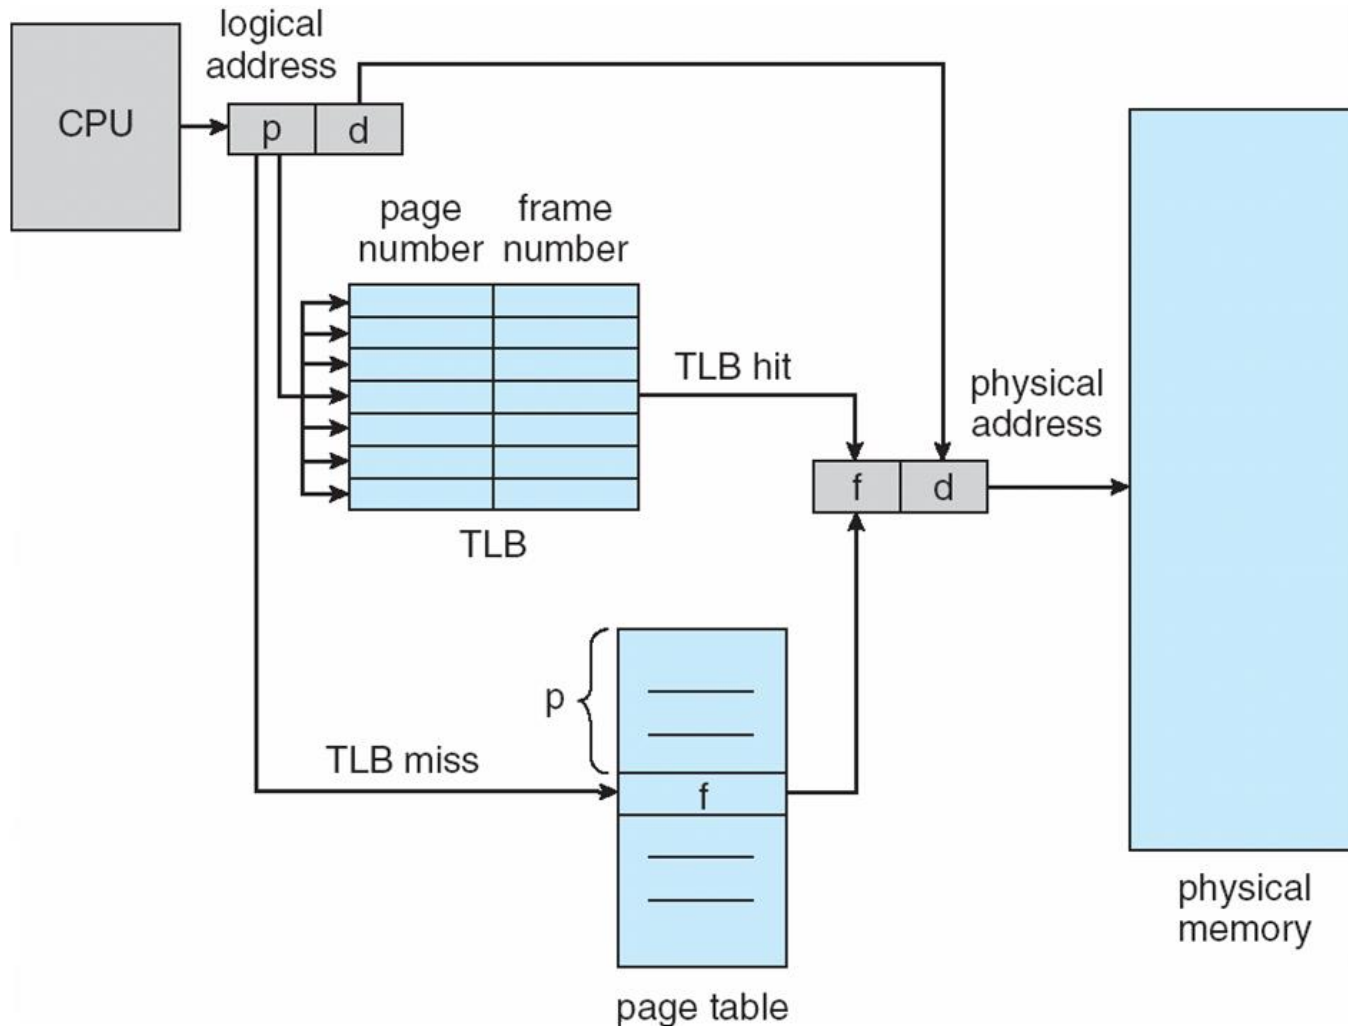 logical
address
CPU
p
d
page
number
frame
number
TLB hit
physical
address
f
d
TLB
p
TLB miss
f
physical
memory
page table